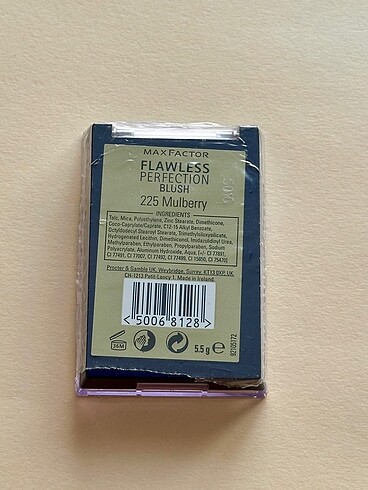 MAXFACTOR
FLAWLESS
PERFECTION
BLUSH
225 Mulberry
INGREDIENTS
Talc, Mica, Polyethylene, Zinc Stearate, Dimethicone,
Coco-Caprylate/Caprate, C12-15 Alkyl Benzoate,
Octyldodecyl Stearoyl Stearate, Trimethylsiloxysilicate,
Hydrogenated Lecithin, Dimethiconol, Imidazolidinyl Urea,
Methylparaben, Ethylparaben, Propylparaben, Sodium
Polyacrylate, Aluminum Hydroxide, Aqua, [+/- CI 77891,
CI 77491, CI 77007, CI 77492, CI 77499, CI 15850, CI 75470]
Procter & Gamble UK, Weybridge, Surrey, KT13 0XP, UK.
CH-1213 Petit-Lancy 1. Made in Ireland.
<5006 8128>
36M
5.5 g e
92105172